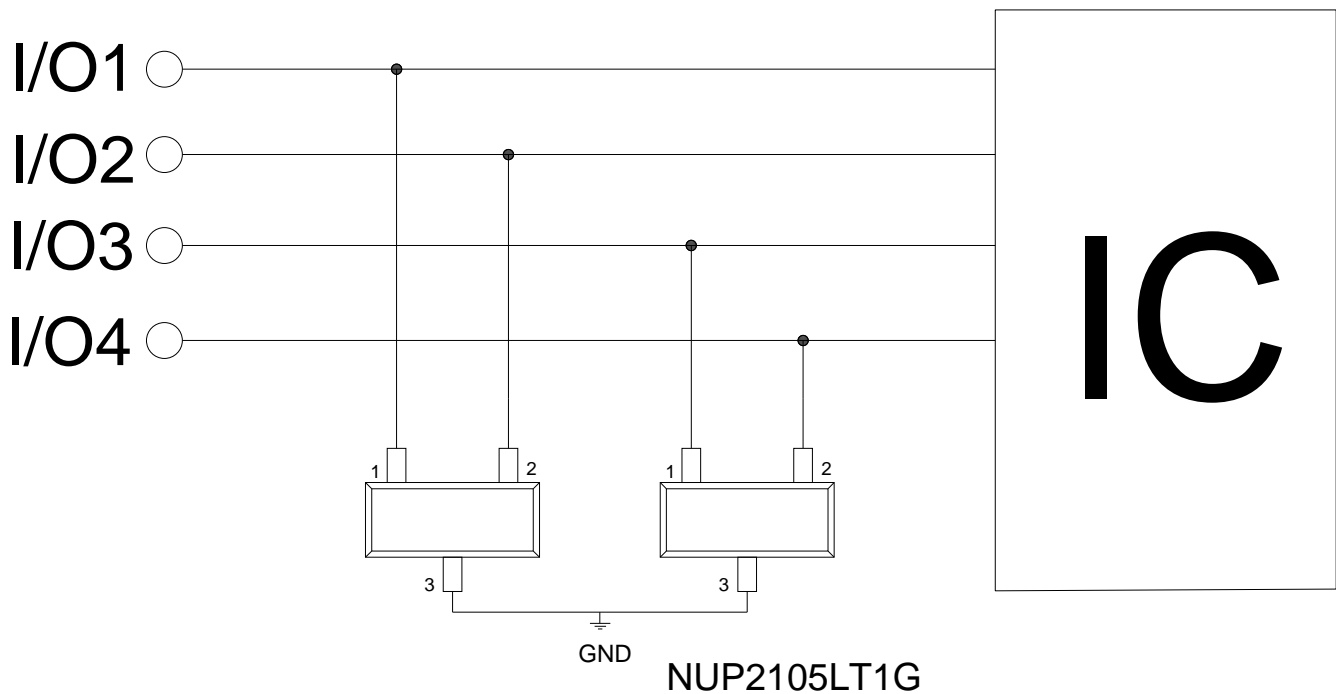 I/O1
I/O2
I/O3
I/O4
IC
1 2 1 2
3 3
GND
NUP2105LT1G